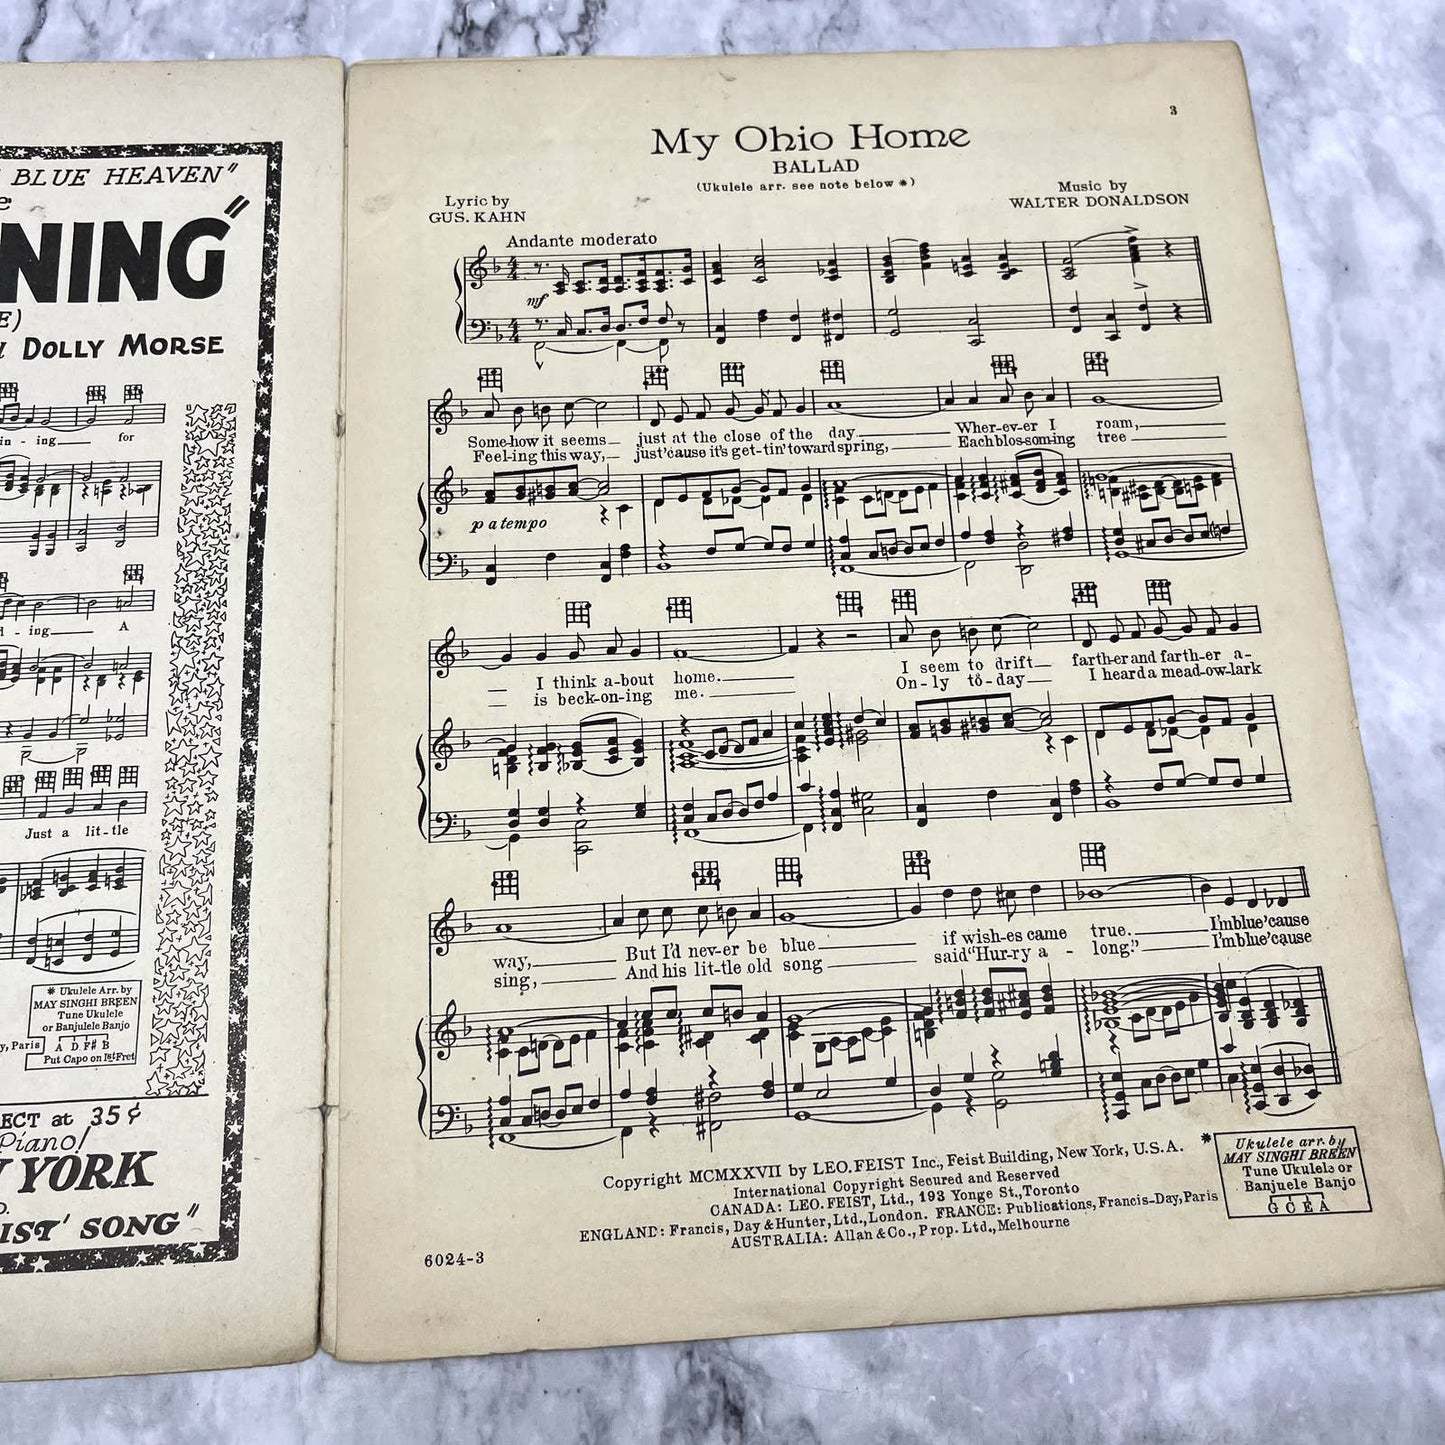 BLUE HEAVEN"
NING"
DOLLY MORSE
in - ing for
ing A
Just a lit-tle
* Ukulele Arr. by
MAY SINGHI BREEN
Tune Ukulele
or Banjulele Banjo
A D F# B
Put Capo on 1st Fret
y, Paris
ECT at 35¢
Piano!
YORK
IST' SONG"
3
My Ohio Home
BALLAD
(Ukulele arr. see note below *)
Lyric by
GUS. KAHN
Music by
WALTER DONALDSON
Andante moderato
mf
Some-how it seems just at the close of the day Wher-ev-er I roam,
Feel-ing this way, just 'cause it's get-tin' toward spring, Each blos-som-ing tree
p a tempo
I think a-bout home. I seem to drift farth-er and farth-er a-
is beck-on-ing me. On-ly to-day I heard a mead-ow-lark
way, But I'd nev-er be blue if wish-es came true. I'm blue 'cause
sing, And his lit-tle old song said "Hur-ry a - long." I'm blue 'cause
Copyright MCMXXVII by LEO. FEIST Inc., Feist Building, New York, U.S.A.
International Copyright Secured and Reserved
CANADA: LEO. FEIST, Ltd., 193 Yonge St., Toronto
ENGLAND: Francis, Day & Hunter, Ltd., London. FRANCE: Publications, Francis-Day, Paris
AUSTRALIA: Allan & Co., Prop. Ltd., Melbourne
* Ukulele arr. by
MAY SINGHI BREEN
Tune Ukulele or
Banjuele Banjo
G C E A
6024-3